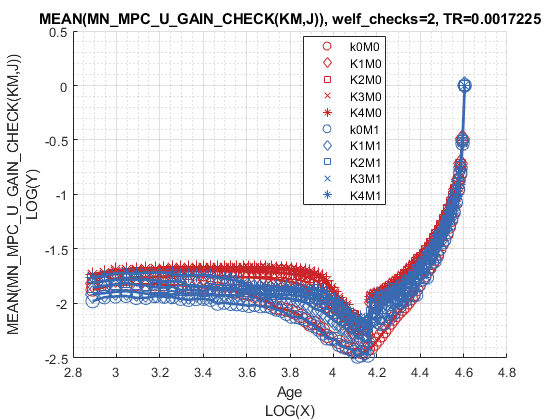 MEAN(MN_MPC_U_GAIN_CHECK(KM,J)), welf_checks=2, TR=0.0017225
MEAN(MN_MPC_U_GAIN_CHECK(KM,J))
LOG(Y)
0.5
0
-0.5
-1
-1.5
-2
-2.5
k0M0
K1M0
K2M0
K3M0
K4M0
k0M1
K1M1
K2M1
K3M1
K4M1
2.8 3 3.2 3.4 3.6 3.8 4 4.2 4.4 4.6 4.8
Age
LOG(X)